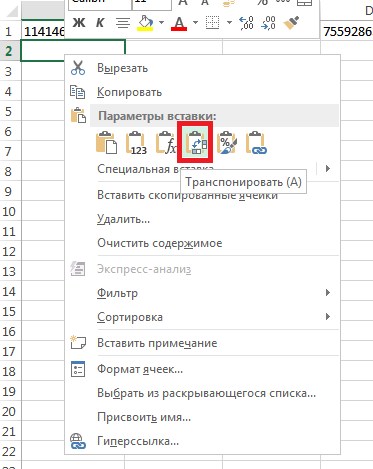 Calibri 11
Ж К
D
1 114146 7559286
2
3
4
5
6
7
8
9
10
11
12
13
14
15
16
17
18
19
20
21
22
Вырезать
Копировать
Параметры вставки:
123 fx %
Специальная вставка
Транспонировать (А)
Вставить скопированные ячейки
Удалить...
Очистить содержимое
Экспресс-анализ
Фильтр
Сортировка
Вставить примечание
Формат ячеек...
Выбрать из раскрывающегося списка...
Присвоить имя...
Гиперссылка...